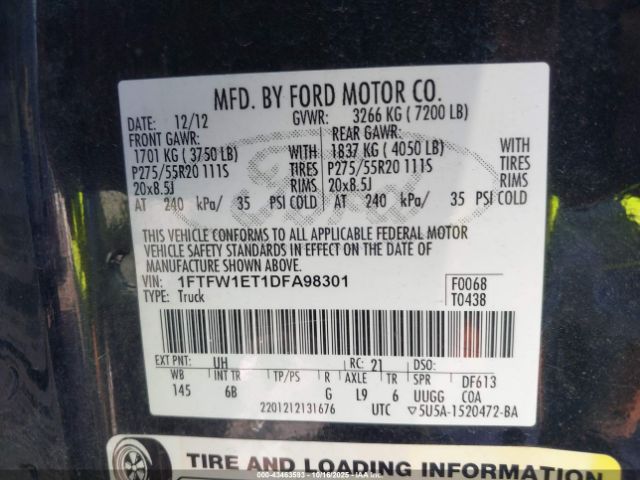 MFD. BY FORD MOTOR CO.
DATE: 12/12 GVWR: 3266 KG ( 7200 LB)
FRONT GAWR: REAR GAWR:
1701 KG ( 3750 LB) WITH 1837 KG ( 4050 LB) WITH
P275/55R20 111S TIRES P275/55R20 111S TIRES
20x8.5J RIMS 20x8.5J RIMS
AT 240 kPa/ 35 PSI COLD AT 240 kPa/ 35 PSI COLD
Ford
THIS VEHICLE CONFORMS TO ALL APPLICABLE FEDERAL MOTOR
VEHICLE SAFETY STANDARDS IN EFFECT ON THE DATE OF
MANUFACTURE SHOWN ABOVE.
VIN: 1FTFW1ET1DFA98301 F0068
TYPE: Truck T0438
EXT PNT: UH RC: 21 DSO:
WB INT TR TP/PS R AXLE TR SPR DF613
145 6B G L9 6 UUGG COA
2201212131676 UTC ▽5U5A-1520472-BA
TIRE AND LOADING INFORMATION
© 2025 - 43463593 - 10/16/2025 - IAA Inc.